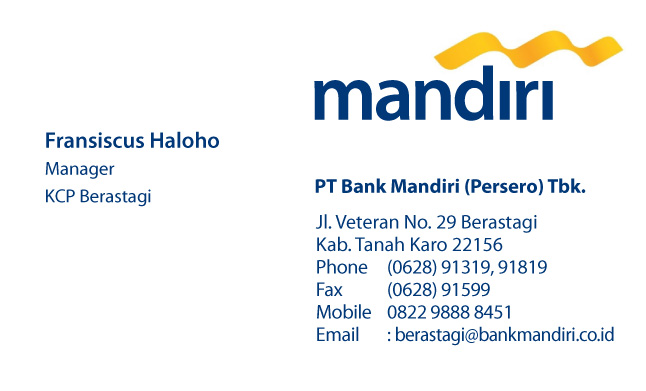 mandiri
Fransiscus Haloho
Manager
KCP Berastagi
PT Bank Mandiri (Persero) Tbk.
Jl. Veteran No. 29 Berastagi
Kab. Tanah Karo 22156
Phone (0628) 91319, 91819
Fax (0628) 91599
Mobile 0822 9888 8451
Email : berastagi@bankmandiri.co.id